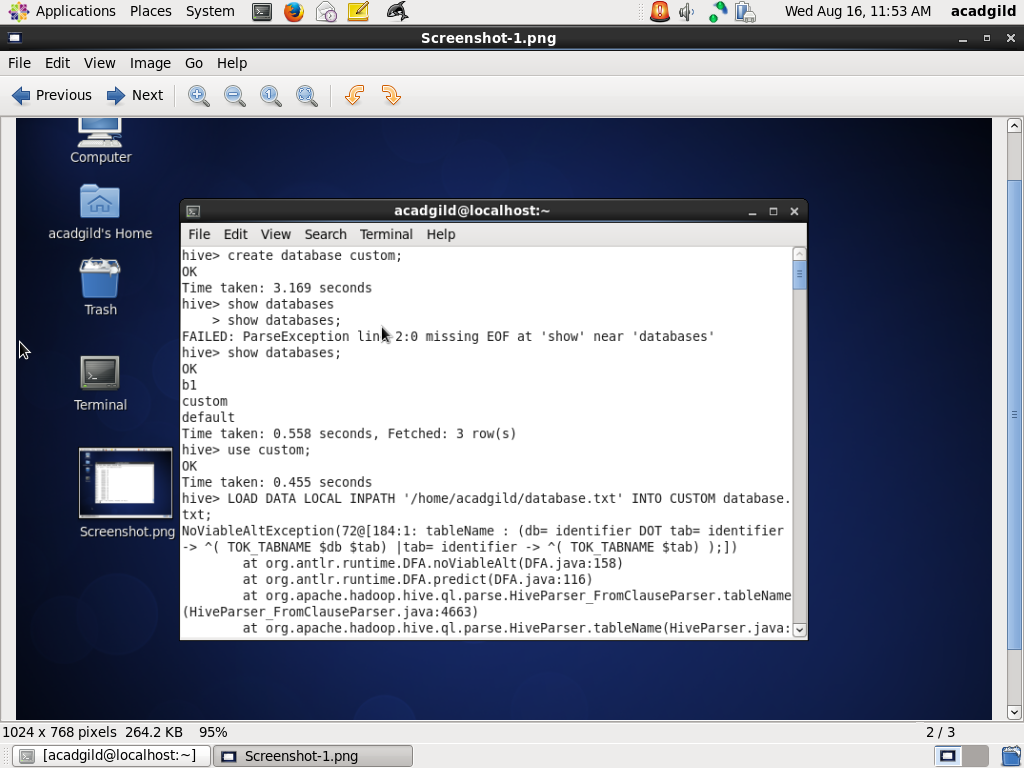 Applications Places System Wed Aug 16, 11:53 AM acadgild
Screenshot-1.png
File Edit View Image Go Help
Previous Next
Computer
acadgild's Home
Trash
Terminal
Screenshot.png
acadgild@localhost:~
File Edit View Search Terminal Help
hive> create database custom;
OK
Time taken: 3.169 seconds
hive> show databases
    > show databases;
FAILED: ParseException line 2:0 missing EOF at 'show' near 'databases'
hive> show databases;
OK
b1
custom
default
Time taken: 0.558 seconds, Fetched: 3 row(s)
hive> use custom;
OK
Time taken: 0.455 seconds
hive> LOAD DATA LOCAL INPATH '/home/acadgild/database.txt' INTO CUSTOM database.
txt;
NoViableAltException(72@[184:1: tableName : (db= identifier DOT tab= identifier
-> ^( TOK_TABNAME $db $tab) |tab= identifier -> ^( TOK_TABNAME $tab) );])
        at org.antlr.runtime.DFA.noViableAlt(DFA.java:158)
        at org.antlr.runtime.DFA.predict(DFA.java:116)
        at org.apache.hadoop.hive.ql.parse.HiveParser_FromClauseParser.tableName
(HiveParser_FromClauseParser.java:4663)
        at org.apache.hadoop.hive.ql.parse.HiveParser.tableName(HiveParser.java:
1024 x 768 pixels 264.2 KB 95% 2 / 3
[acadgild@localhost:~] Screenshot-1.png